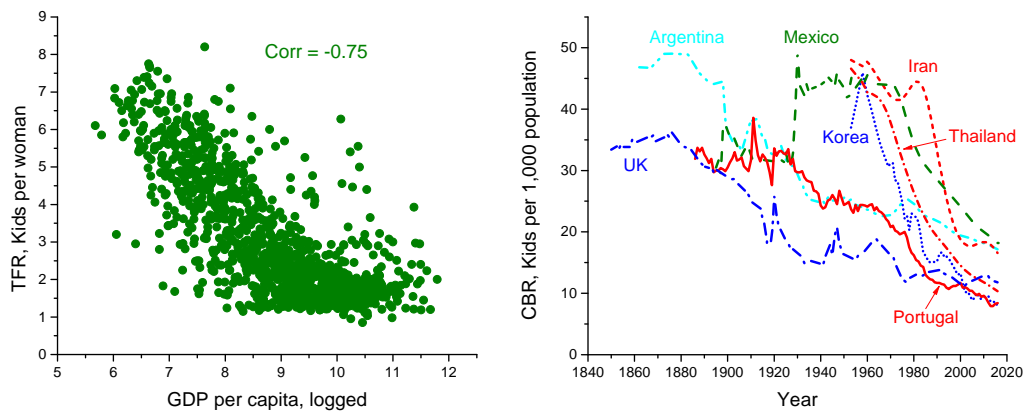 TFR, Kids per woman
9
8
7
6
5
4
3
2
1
0
Corr = -0.75
5 6 7 8 9 10 11 12
GDP per capita, logged
CBR, Kids per 1,000 population
50
40
30
20
10
0
Argentina
Mexico
Iran
Korea
Thailand
UK
Portugal
1840 1860 1880 1900 1920 1940 1960 1980 2000 2020
Year